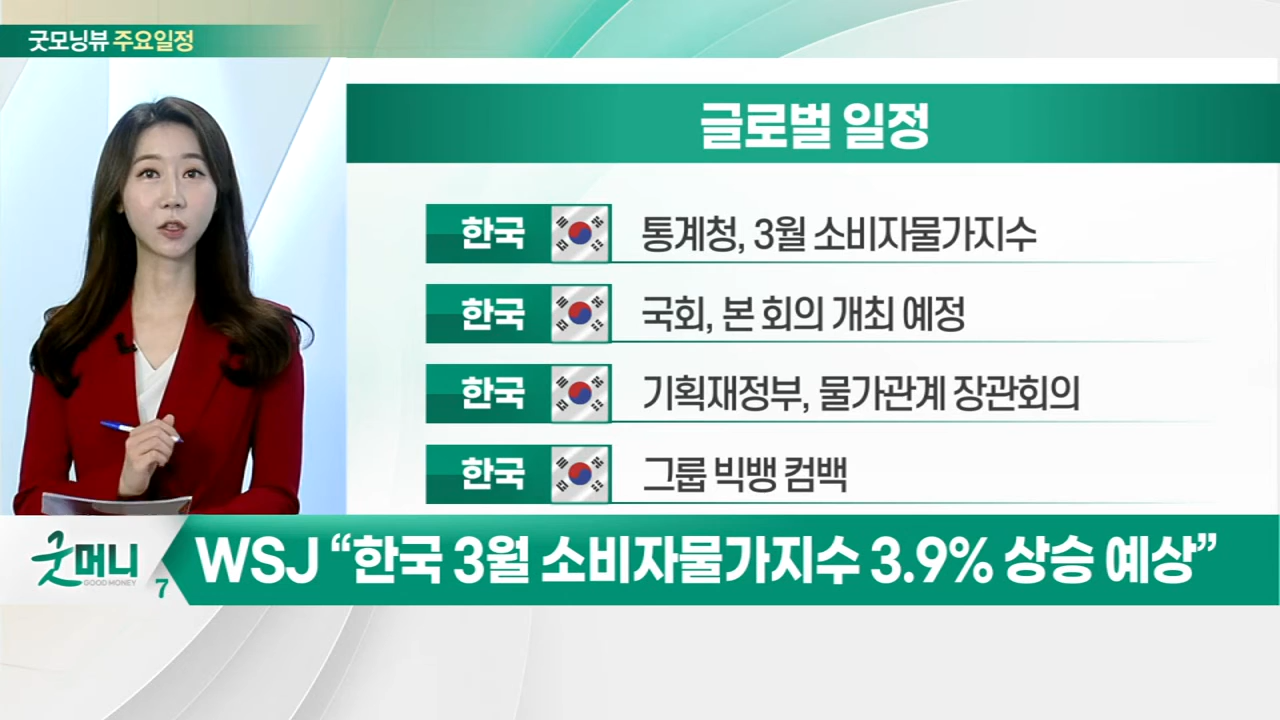 굿모닝뷰 주요일정
글로벌 일정
한국 통계청, 3월 소비자물가지수
한국 국회, 본 회의 개최 예정
한국 기획재정부, 물가관계 장관회의
한국 그룹 빅뱅 컴백
굿머니
GOOD MONEY
7
WSJ “한국 3월 소비자물가지수 3.9% 상승 예상”